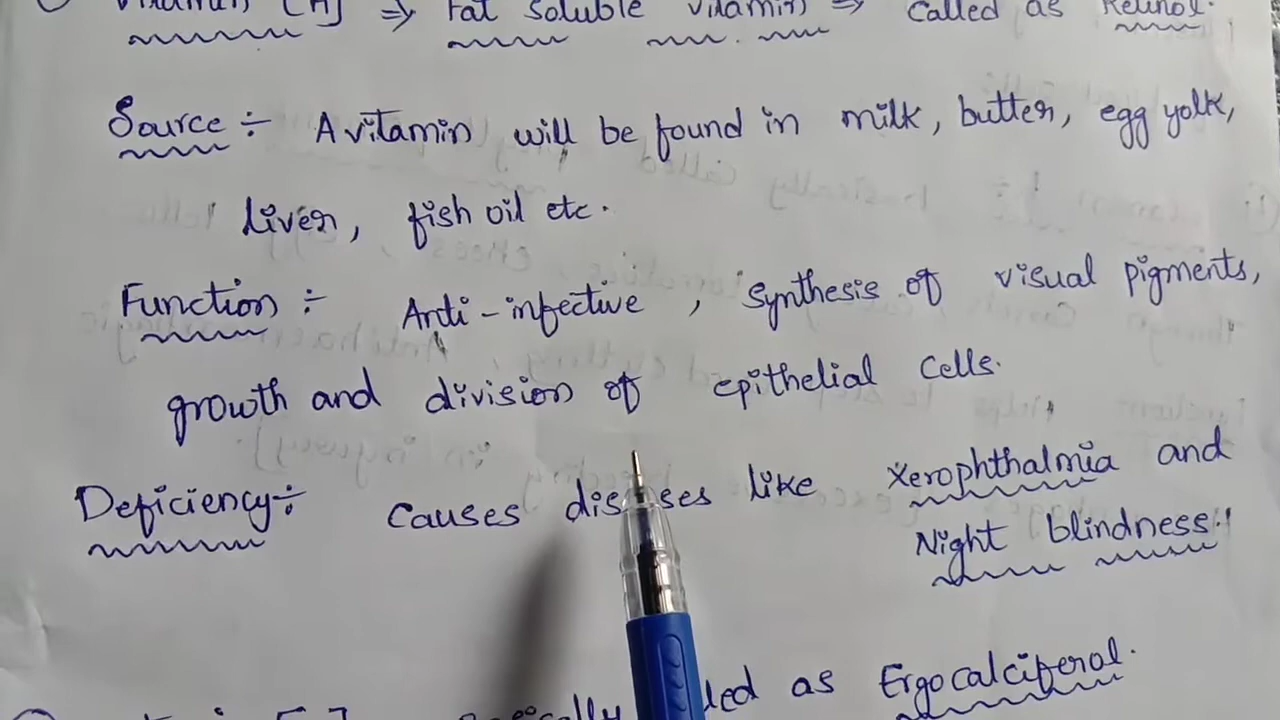 Vitamin [A] ⇒ Fat soluble vitamin ⇒ called as Retinol.
Source ÷ A vitamin will be found in milk, butter, egg yolk,
liver, fish oil etc.
Function ÷ Anti-infective, synthesis of visual pigments,
growth and division of epithelial cells.
Deficiency ÷ causes like Xerophthalmia and
Night blindness.
as Ergocalciferol.